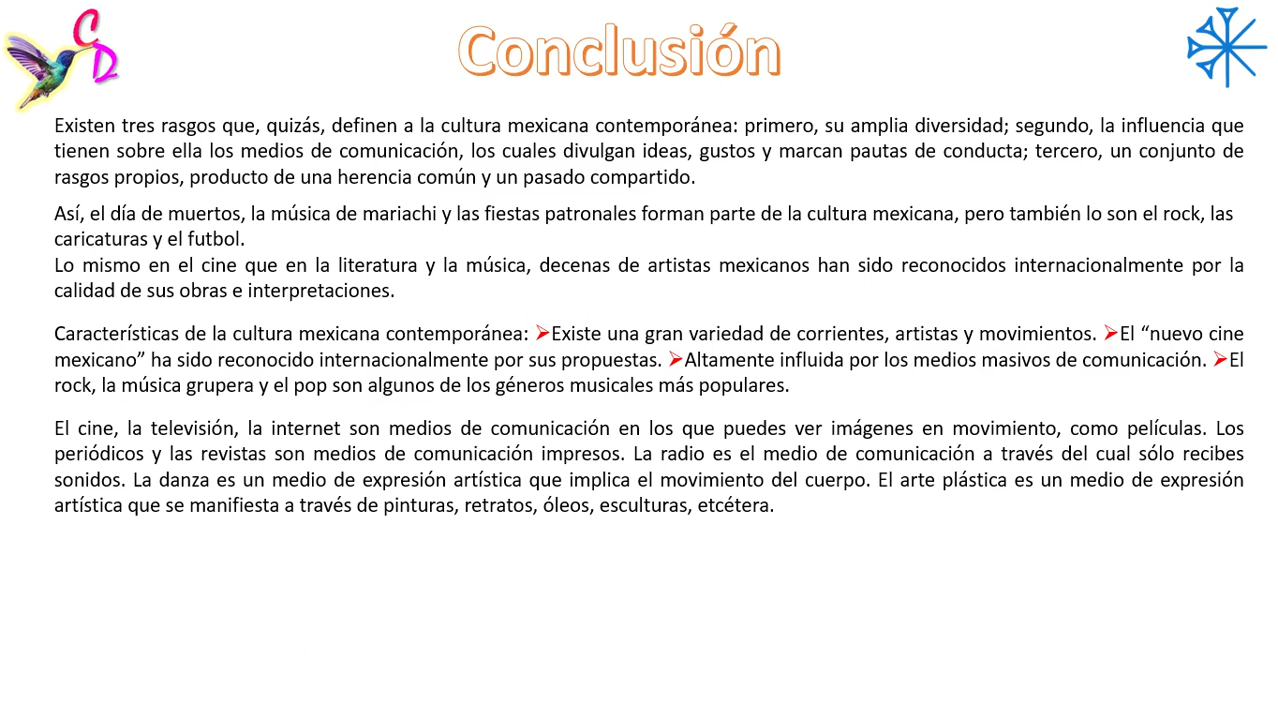 C
D
Conclusión
Existen tres rasgos que, quizás, definen a la cultura mexicana contemporánea: primero, su amplia diversidad; segundo, la influencia que
tienen sobre ella los medios de comunicación, los cuales divulgan ideas, gustos y marcan pautas de conducta; tercero, un conjunto de
rasgos propios, producto de una herencia común y un pasado compartido.
Así, el día de muertos, la música de mariachi y las fiestas patronales forman parte de la cultura mexicana, pero también lo son el rock, las
caricaturas y el futbol.
Lo mismo en el cine que en la literatura y la música, decenas de artistas mexicanos han sido reconocidos internacionalmente por la
calidad de sus obras e interpretaciones.
Características de la cultura mexicana contemporánea: ➢Existe una gran variedad de corrientes, artistas y movimientos. ➢El “nuevo cine
mexicano” ha sido reconocido internacionalmente por sus propuestas. ➢Altamente influida por los medios masivos de comunicación. ➢El
rock, la música grupera y el pop son algunos de los géneros musicales más populares.
El cine, la televisión, la internet son medios de comunicación en los que puedes ver imágenes en movimiento, como películas. Los
periódicos y las revistas son medios de comunicación impresos. La radio es el medio de comunicación a través del cual sólo recibes
sonidos. La danza es un medio de expresión artística que implica el movimiento del cuerpo. El arte plástica es un medio de expresión
artística que se manifiesta a través de pinturas, retratos, óleos, esculturas, etcétera.